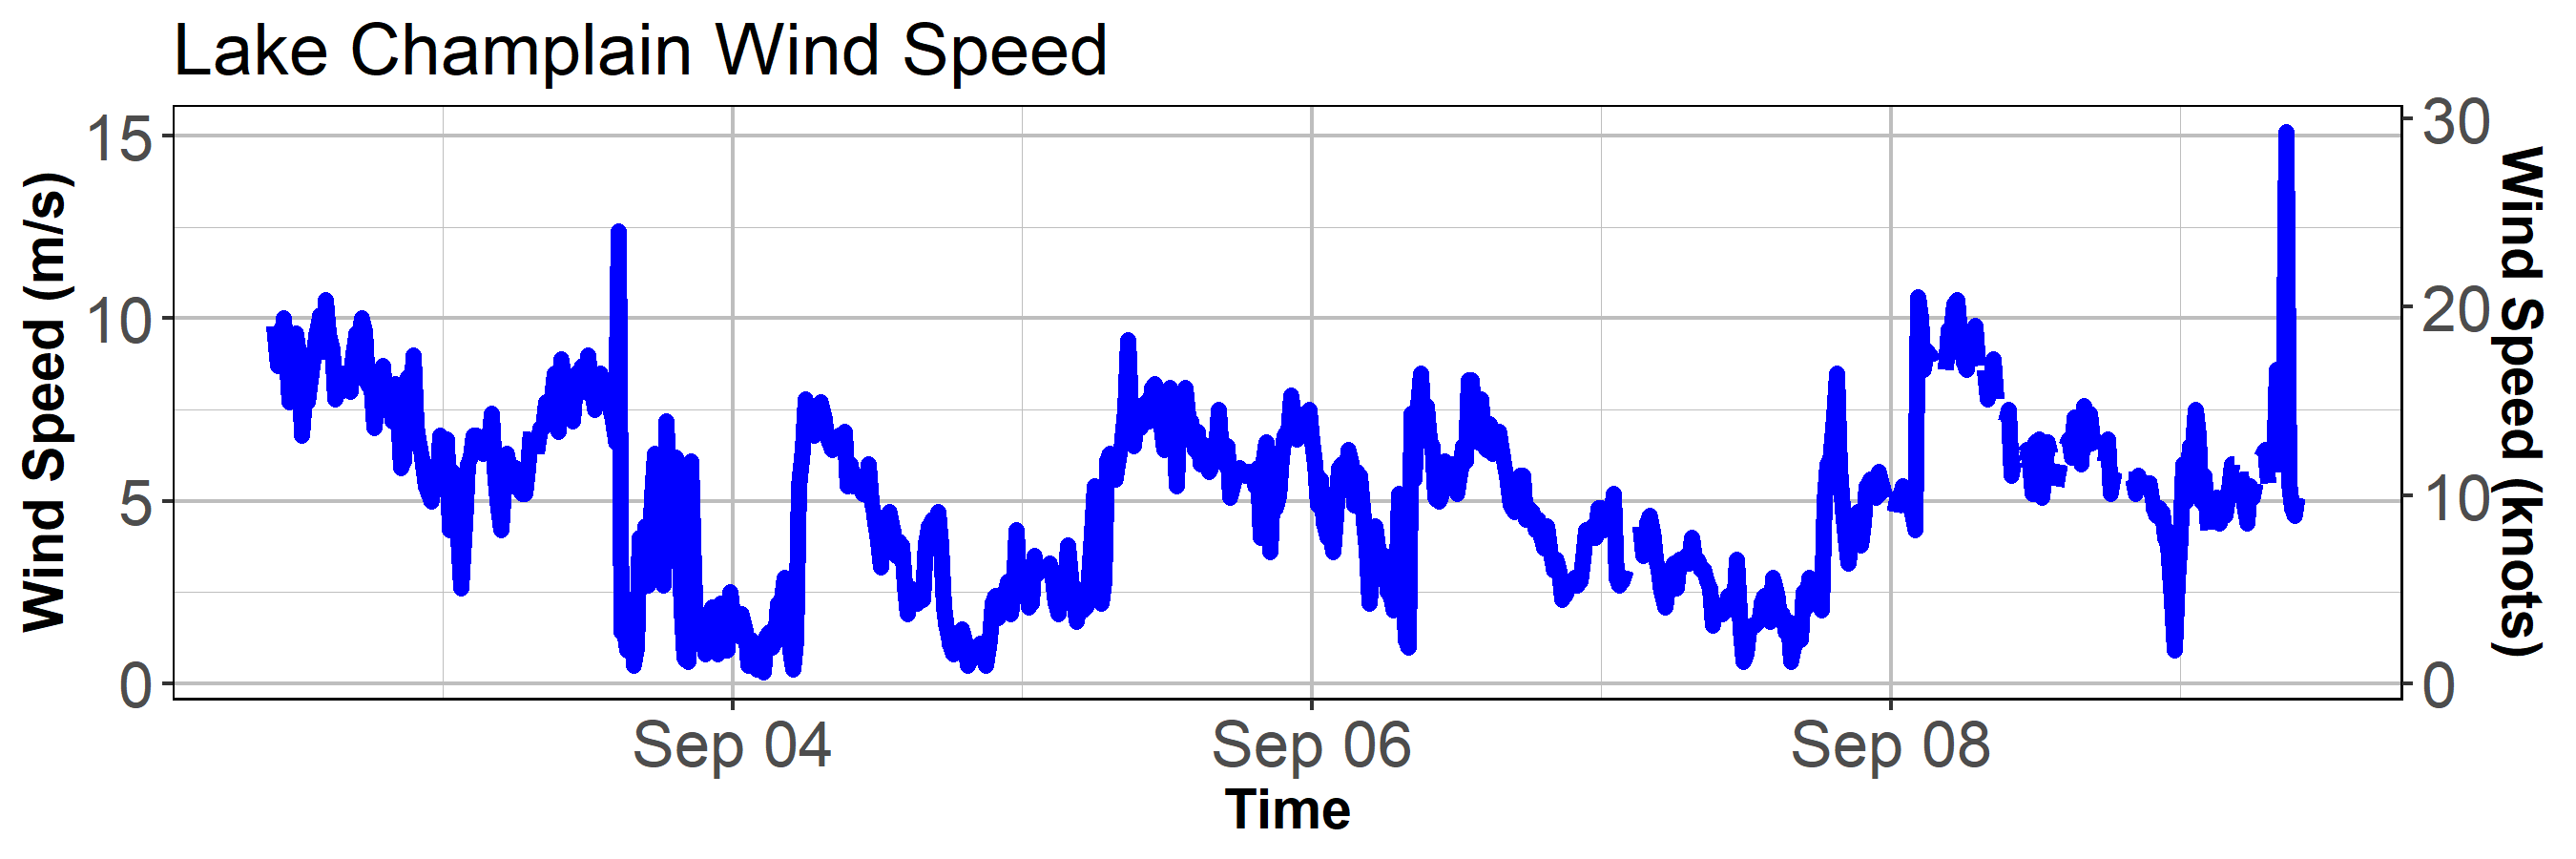 Lake Champlain Wind Speed
Wind Speed (m/s)
15
10
5
0
30
20
10
0
Wind Speed (knots)
Sep 04
Sep 06
Sep 08
Time